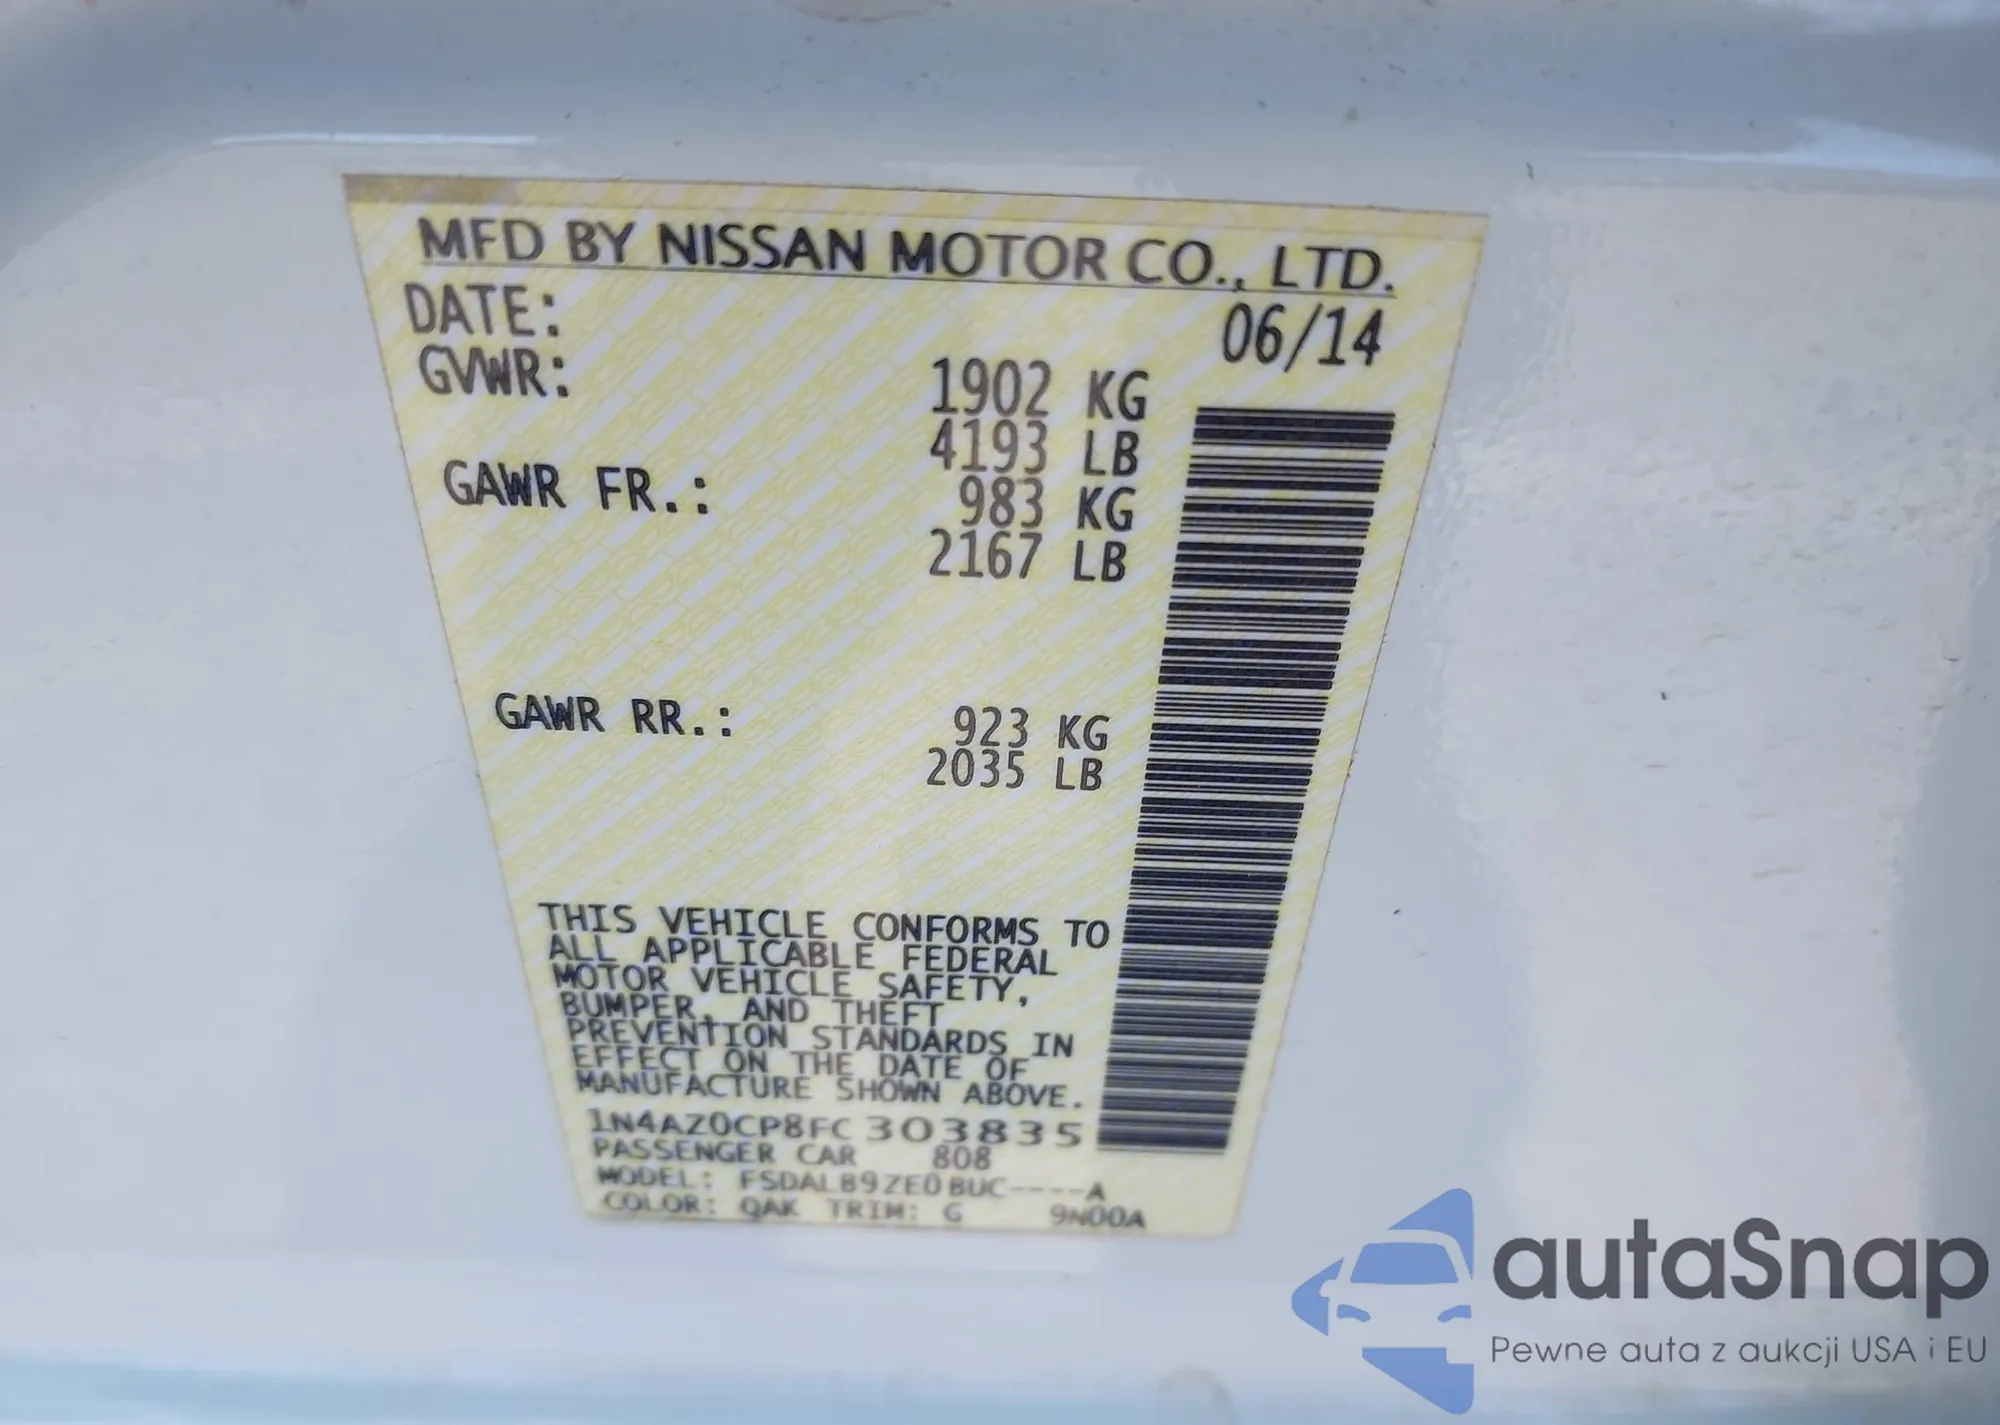 MFD BY NISSAN MOTOR CO., LTD.
DATE: 06/14
GVWR: 1902 KG
4193 LB
GAWR FR.: 983 KG
2167 LB
GAWR RR.: 923 KG
2035 LB
THIS VEHICLE CONFORMS TO
ALL APPLICABLE FEDERAL
MOTOR VEHICLE SAFETY,
BUMPER, AND THEFT
PREVENTION STANDARDS IN
EFFECT ON THE DATE OF
MANUFACTURE SHOWN ABOVE.
1N4AZ0CP8FC303835
PASSENGER CAR 808
MODEL: FSDALB9ZE0BUC----A
COLOR: QAK TRIM: G 9N00A
autaSnap
Pewne auta z aukcji USA i EU